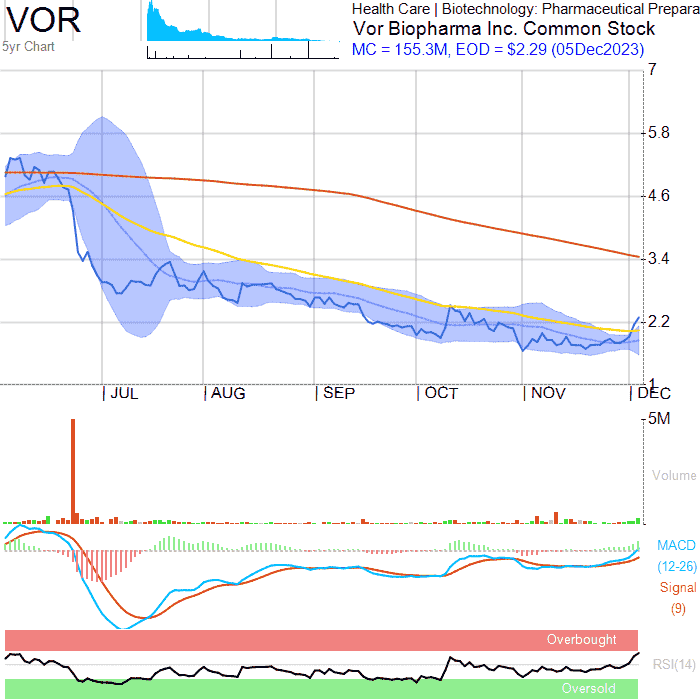 VOR
5yr Chart
Health Care | Biotechnology: Pharmaceutical Prepara
Vor Biopharma Inc. Common Stock
MC = 155.3M, EOD = $2.29 (05Dec2023)
7
5.8
4.6
3.4
2.2
1
JUL AUG SEP OCT NOV DEC
5M
Volume
MACD
(12-26)
Signal
(9)
Overbought
RSI(14)
Oversold